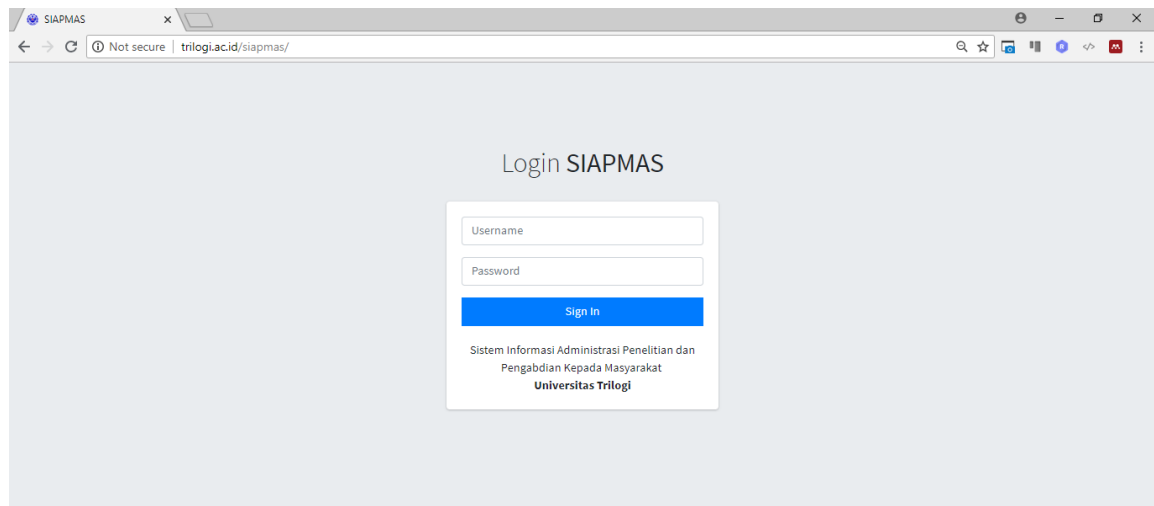 SIAPMAS
Not secure | trilogi.ac.id/siapmas/
Login SIAPMAS
Username
Password
Sign In
Sistem Informasi Administrasi Penelitian dan
Pengabdian Kepada Masyarakat
Universitas Trilogi